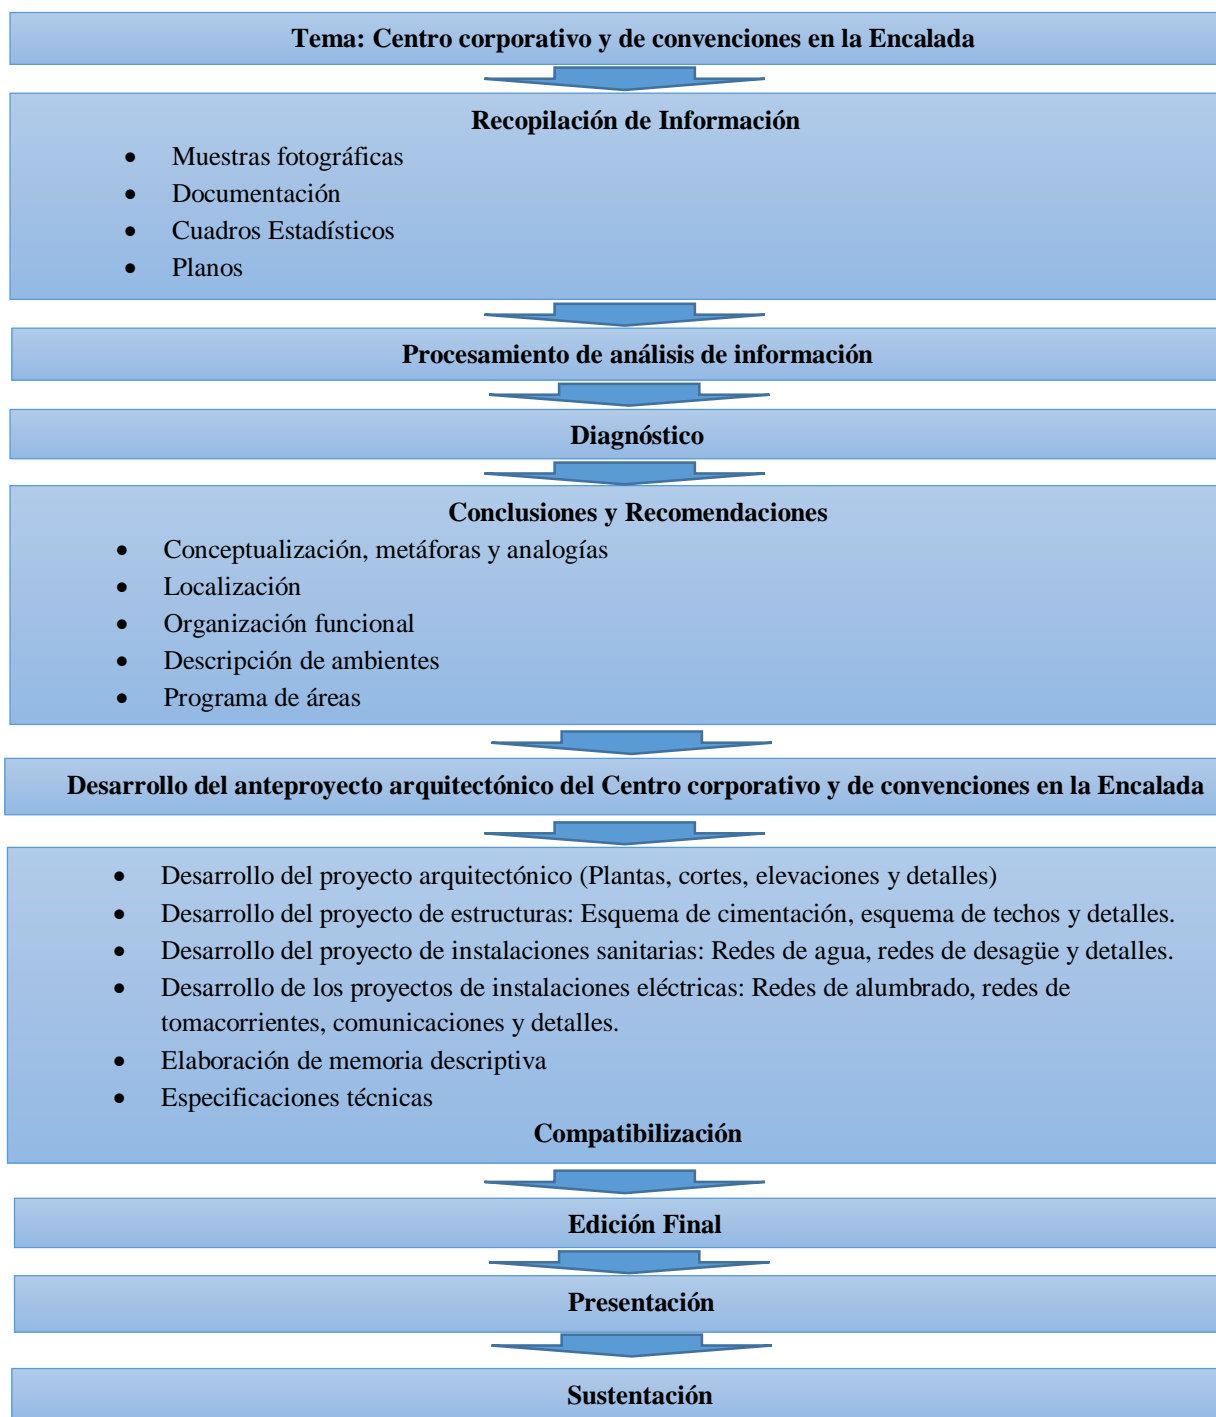 Tema: Centro corporativo y de convenciones en la Encalada
Recopilación de Información
• Muestras fotográficas
• Documentación
• Cuadros Estadísticos
• Planos
Procesamiento de análisis de información
Diagnóstico
Conclusiones y Recomendaciones
• Conceptualización, metáforas y analogías
• Localización
• Organización funcional
• Descripción de ambientes
• Programa de áreas
Desarrollo del anteproyecto arquitectónico del Centro corporativo y de convenciones en la Encalada
• Desarrollo del proyecto arquitectónico (Plantas, cortes, elevaciones y detalles)
• Desarrollo del proyecto de estructuras: Esquema de cimentación, esquema de techos y detalles.
• Desarrollo del proyecto de instalaciones sanitarias: Redes de agua, redes de desagüe y detalles.
• Desarrollo de los proyectos de instalaciones eléctricas: Redes de alumbrado, redes de
tomacorrientes, comunicaciones y detalles.
• Elaboración de memoria descriptiva
• Especificaciones técnicas
Compatibilización
Edición Final
Presentación
Sustentación